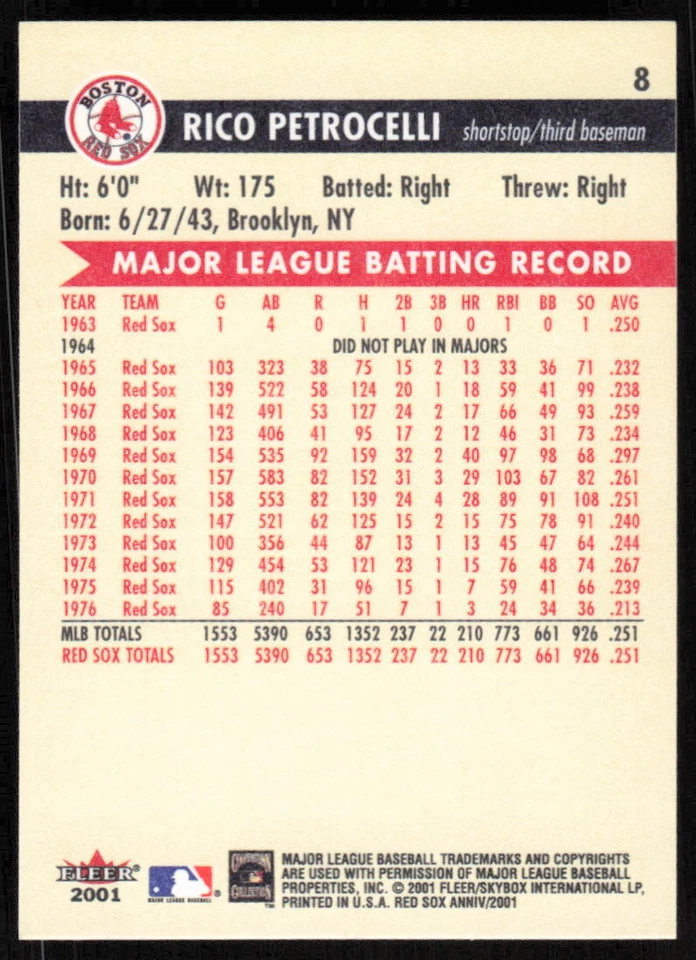 8
BOSTON
RED SOX
RICO PETROCELLI shortstop/third baseman
Ht: 6'0" Wt: 175 Batted: Right Threw: Right
Born: 6/27/43, Brooklyn, NY
MAJOR LEAGUE BATTING RECORD
YEAR TEAM G AB R H 2B 3B HR RBI BB SO AVG
1963 Red Sox 1 4 0 1 1 0 0 1 0 1 .250
1964 DID NOT PLAY IN MAJORS
1965 Red Sox 103 323 38 75 15 2 13 33 36 71 .232
1966 Red Sox 139 522 58 124 20 1 18 59 41 99 .238
1967 Red Sox 142 491 53 127 24 2 17 66 49 93 .259
1968 Red Sox 123 406 41 95 17 2 12 46 31 73 .234
1969 Red Sox 154 535 92 159 32 2 40 97 98 68 .297
1970 Red Sox 157 583 82 152 31 3 29 103 67 82 .261
1971 Red Sox 158 553 82 139 24 4 28 89 91 108 .251
1972 Red Sox 147 521 62 125 15 2 15 75 78 91 .240
1973 Red Sox 100 356 44 87 13 1 13 45 47 64 .244
1974 Red Sox 129 454 53 121 23 1 15 76 48 74 .267
1975 Red Sox 115 402 31 96 15 1 7 59 41 66 .239
1976 Red Sox 85 240 17 51 7 1 3 24 34 36 .213
MLB TOTALS 1553 5390 653 1352 237 22 210 773 661 926 .251
RED SOX TOTALS 1553 5390 653 1352 237 22 210 773 661 926 .251
FLEER
2001
MAJOR LEAGUE BASEBALL
COOPERSTOWN
COLLECTION
TM
MAJOR LEAGUE BASEBALL TRADEMARKS AND COPYRIGHTS
ARE USED WITH PERMISSION OF MAJOR LEAGUE BASEBALL
PROPERTIES, INC. © 2001 FLEER/SKYBOX INTERNATIONAL LP,
PRINTED IN U.S.A. RED SOX ANNIV/2001